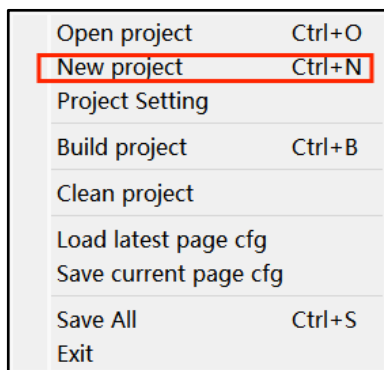 Open project Ctrl+O
New project Ctrl+N
Project Setting
Build project Ctrl+B
Clean project
Load latest page cfg
Save current page cfg
Save All Ctrl+S
Exit